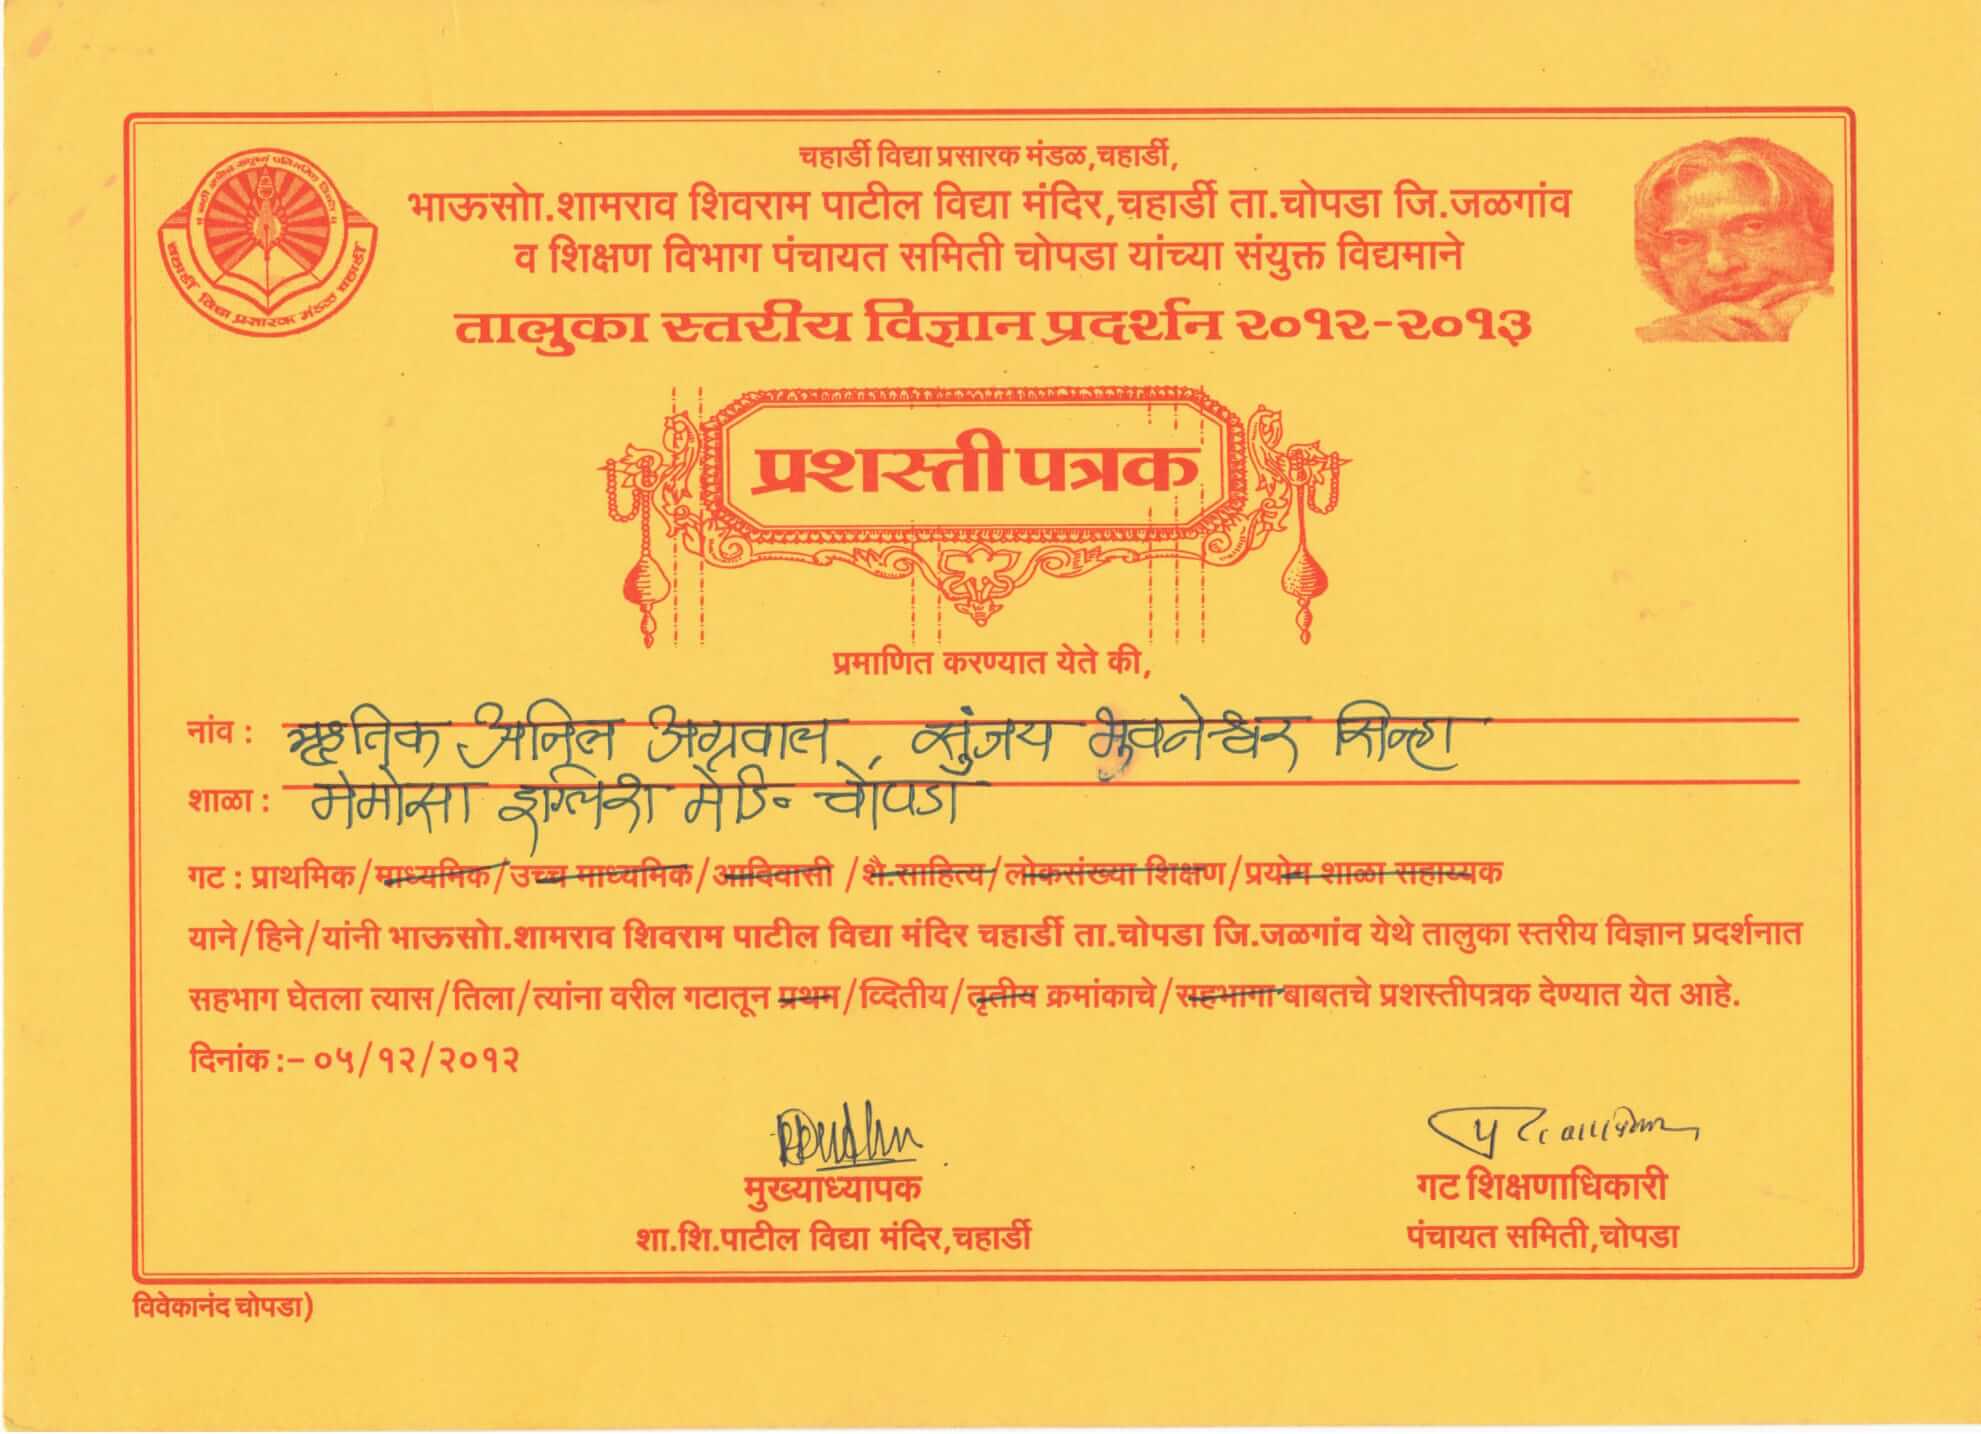 चहार्डी विद्या प्रसारक मंडळ,चहार्डी,
भाऊसो.शामराव शिवराम पाटील विद्या मंदिर,चहार्डी ता.चोपडा जि.जळगांव
व शिक्षण विभाग पंचायत समिती चोपडा यांच्या संयुक्त विद्यमाने
तालुका स्तरीय विज्ञान प्रदर्शन २०१२-२०१३
चहार्डी विद्या प्रसारक मंडळ चहार्डी
प्रशस्तीपत्रक
प्रमाणित करण्यात येते की,
नांव : ऋतिक अनिल अग्रवाल, सुंजय भुवनेश्वर सिन्हा
शाळा : मेमोसा इग्लिश मेडि॰ चोंपडा
गट : प्राथमिक/माध्यमिक/उच्च माध्यमिक/आदिवासी /शै.साहित्य/लोकसंख्या शिक्षण/प्रयोग शाळा सहाय्यक
याने/हिने/यांनी भाऊसो.शामराव शिवराम पाटील विद्या मंदिर चहार्डी ता.चोपडा जि.जळगांव येथे तालुका स्तरीय विज्ञान प्रदर्शनात
सहभाग घेतला त्यास/तिला/त्यांना वरील गटातून प्रथम/व्दितीय/तृतीय क्रमांकाचे/सहभागा बाबतचे प्रशस्तीपत्रक देण्यात येत आहे.
दिनांक :- ०५/१२/२०१२
मुख्याध्यापक
शा.शि.पाटील विद्या मंदिर,चहार्डी
गट शिक्षणाधिकारी
पंचायत समिती,चोपडा
विवेकानंद चोपडा)